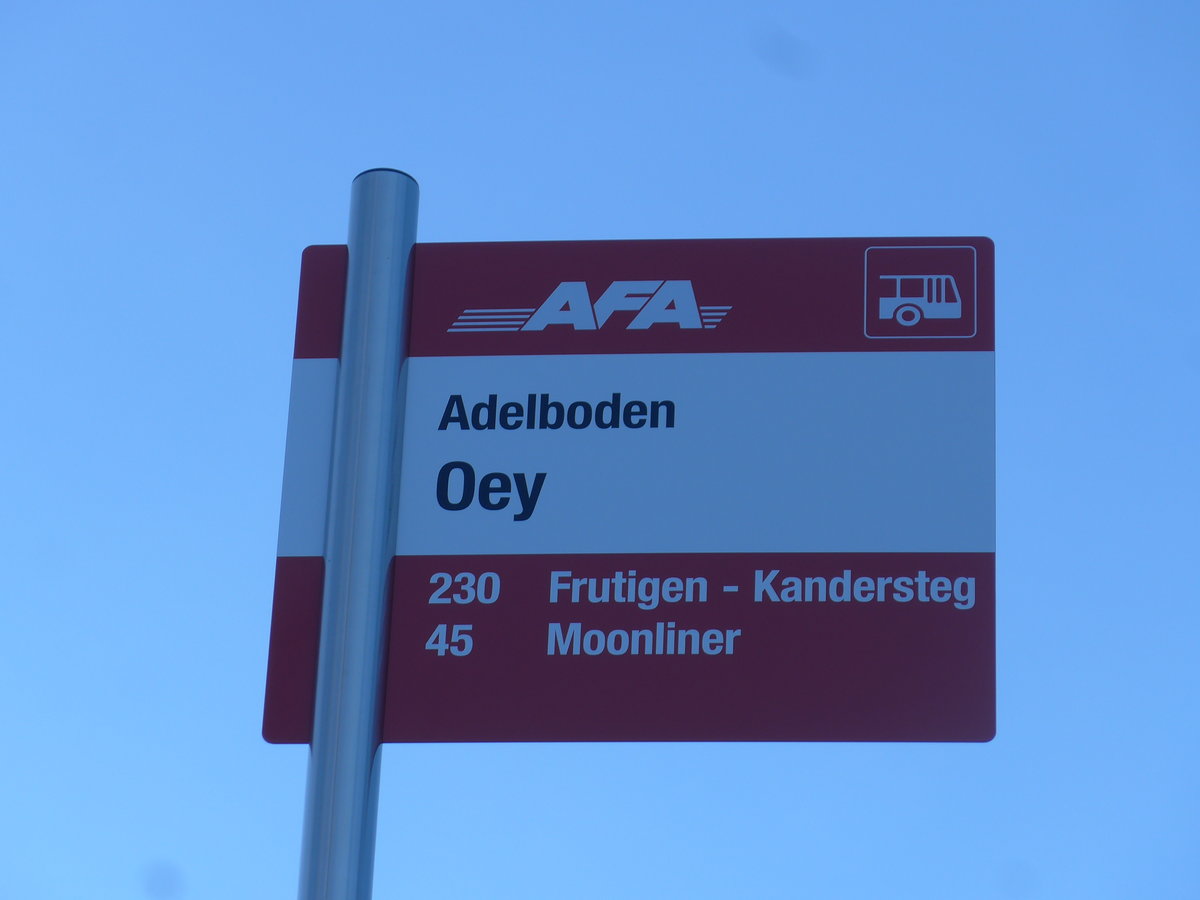 AFA
Adelboden
Oey
230 Frutigen - Kandersteg
45 Moonliner